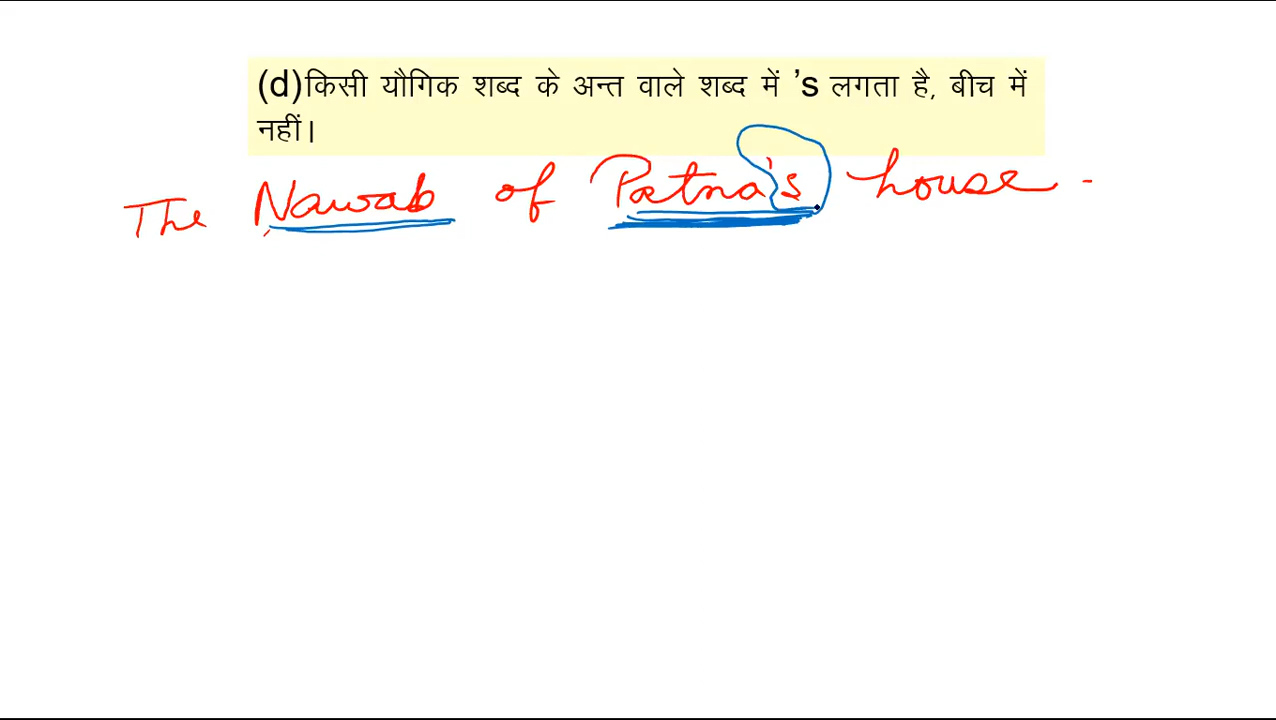 (d)किसी यौगिक शब्द के अन्त वाले शब्द में ’s लगता है, बीच में
नहीं।
The Nawab of Patna's house -